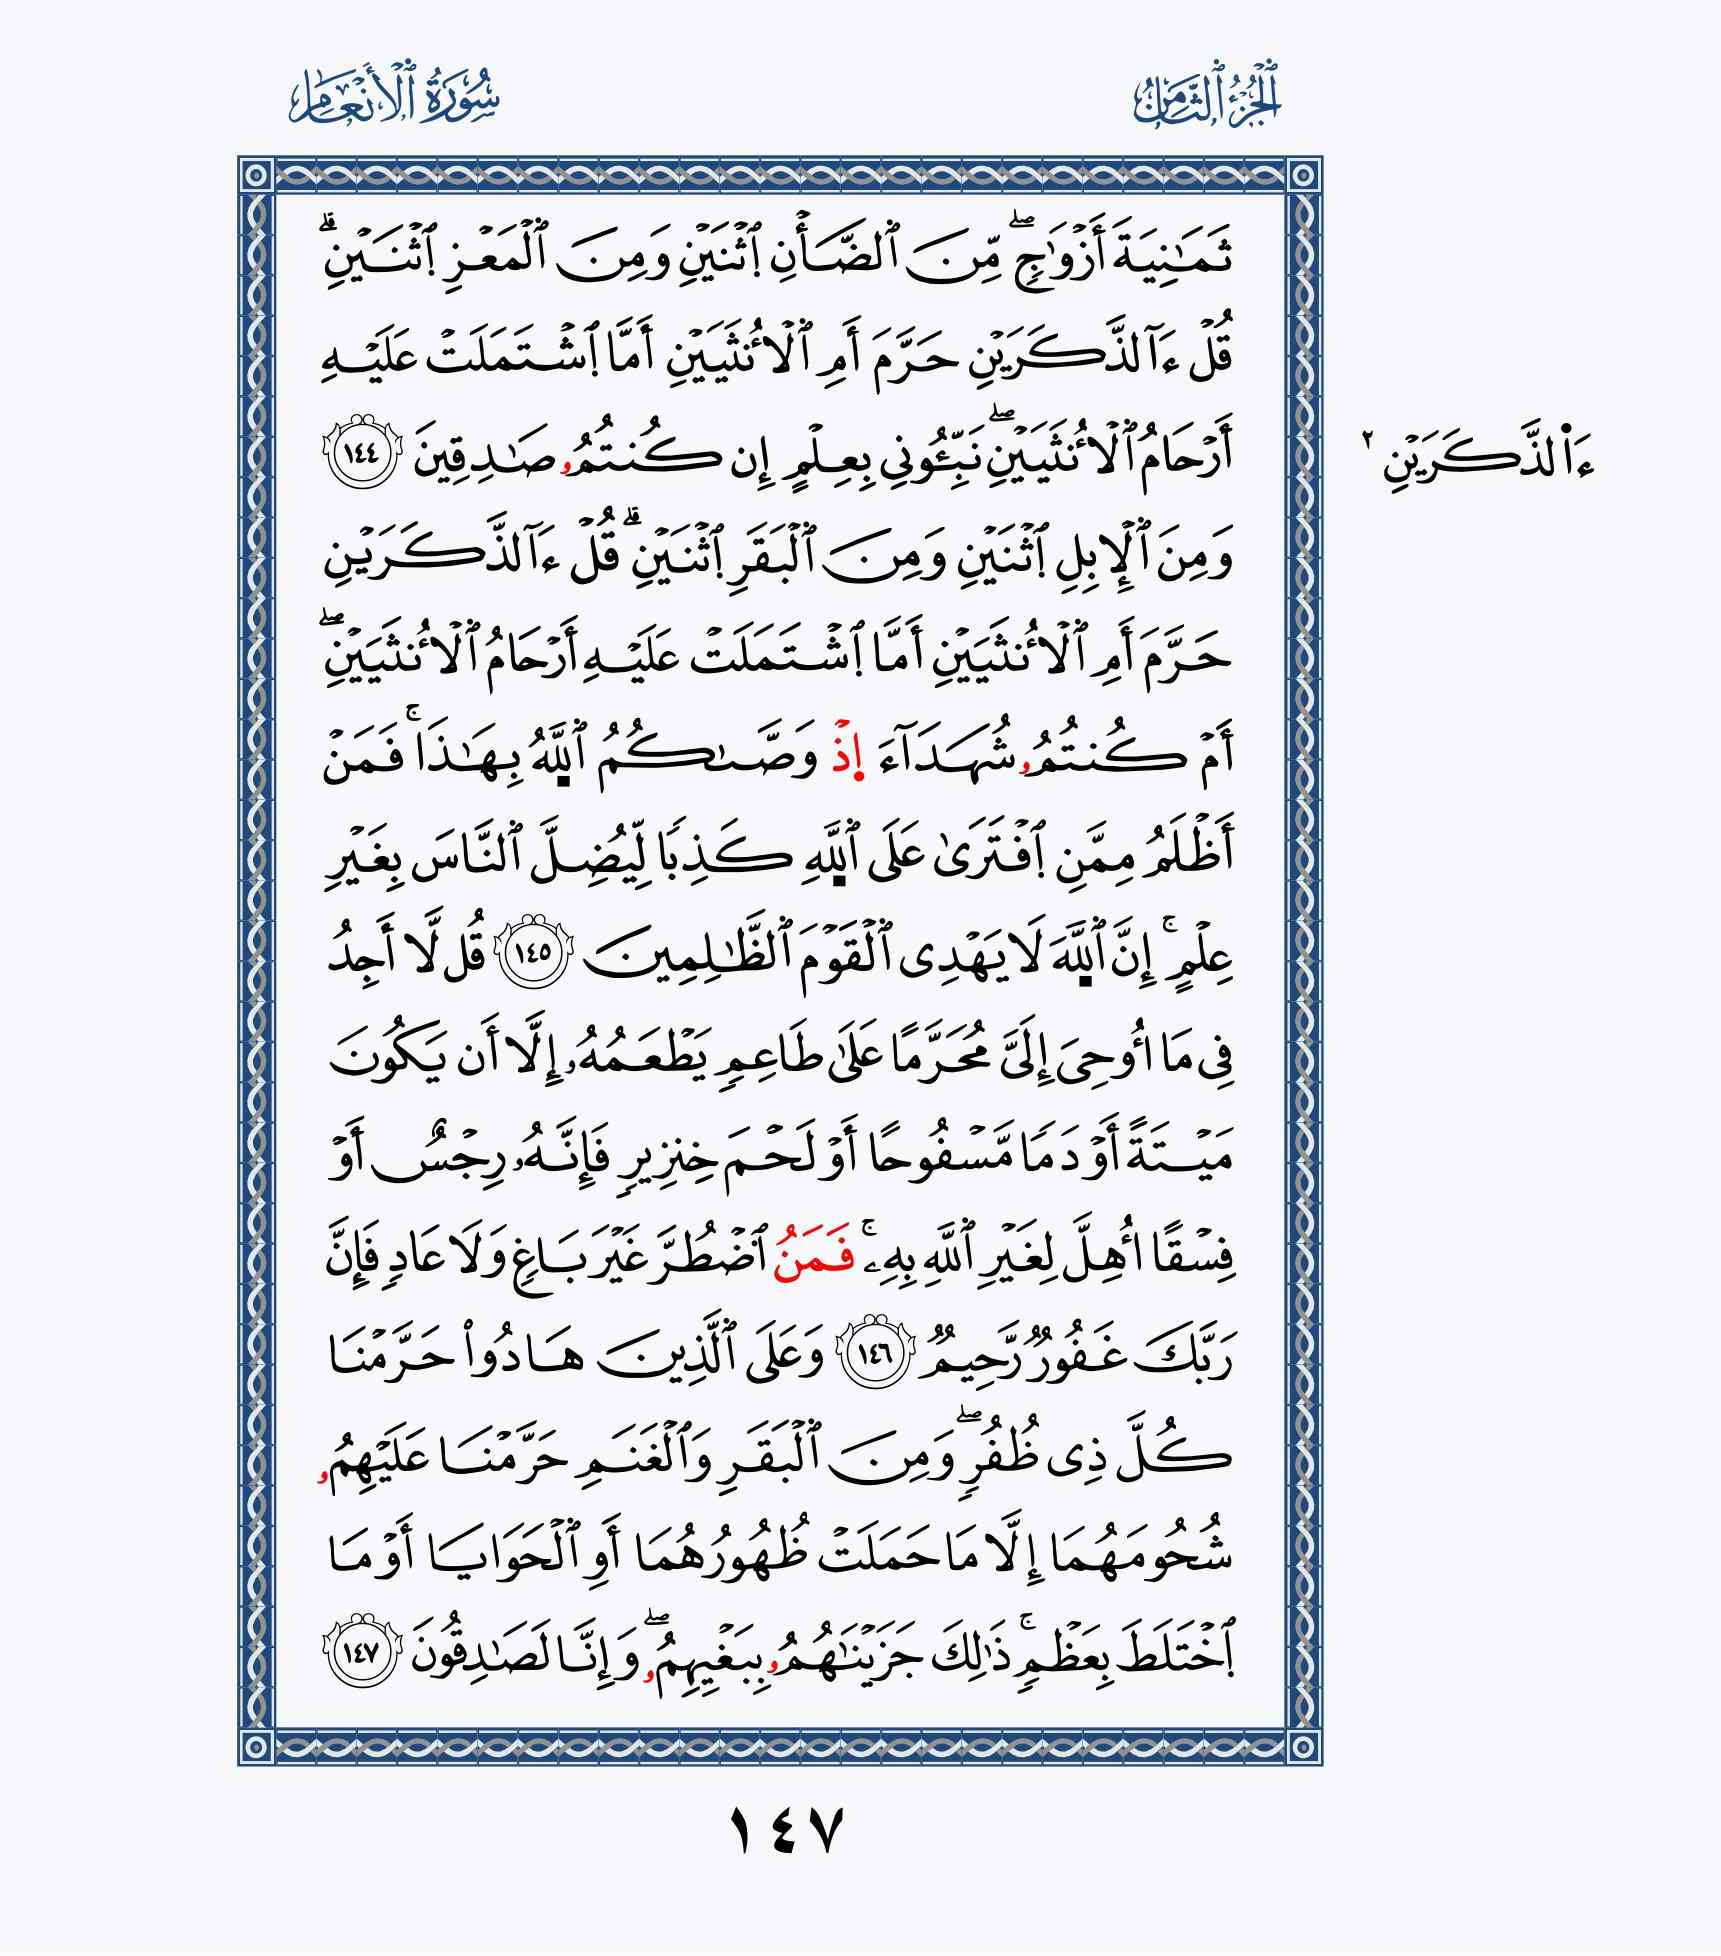 ٱلْجُزْءُ ٱلثَّامِنُ
سُورَةُ ٱلْأَنْعَامِ
ثَمَٰنِيَةَ أَزْوَٰجٍۖ مِّنَ ٱلضَّأْنِ ٱثْنَيْنِ وَمِنَ ٱلْمَعْزِ ٱثْنَيْنِۗ
قُلْ ءَآلذَّكَرَيْنِ حَرَّمَ أَمِ ٱلْأُنثَيَيْنِ أَمَّا ٱشْتَمَلَتْ عَلَيْهِ
أَرْحَامُ ٱلْأُنثَيَيْنِۖ نَبِّـُٔونِى بِعِلْمٍ إِن كُنتُمُۥ صَٰدِقِينَ ١٤٤
ءَا۬لذَّكَرَيْنِ ٢
وَمِنَ ٱلْإِبِلِ ٱثْنَيْنِ وَمِنَ ٱلْبَقَرِ ٱثْنَيْنِۗ قُلْ ءَآلذَّكَرَيْنِ
حَرَّمَ أَمِ ٱلْأُنثَيَيْنِ أَمَّا ٱشْتَمَلَتْ عَلَيْهِ أَرْحَامُ ٱلْأُنثَيَيْنِۖ
أَمْ كُنتُمُۥ شُهَدَآءَ إِذْ وَصَّىٰكُمُ ٱللَّهُ بِهَٰذَاۚ فَمَنْ
أَظْلَمُ مِمَّنِ ٱفْتَرَىٰ عَلَى ٱللَّهِ كَذِبًا لِّيُضِلَّ ٱلنَّاسَ بِغَيْرِ
عِلْمٍۚ إِنَّ ٱللَّهَ لَا يَهْدِى ٱلْقَوْمَ ٱلظَّٰلِمِينَ ١٤٥ قُل لَّا أَجِدُ
فِى مَا أُوحِىَ إِلَىَّ مُحَرَّمًا عَلَىٰ طَاعِمٍ يَطْعَمُهُۥ إِلَّا أَن يَكُونَ
مَيْتَةً أَوْ دَمًا مَّسْفُوحًا أَوْ لَحْمَ خِنزِيرٍ فَإِنَّهُۥ رِجْسٌ أَوْ
فِسْقًا أُهِلَّ لِغَيْرِ ٱللَّهِ بِهِۦۚ فَمَنُ ٱضْطُرَّ غَيْرَ بَاغٍ وَلَا عَادٍ فَإِنَّ
رَبَّكَ غَفُورٌ رَّحِيمٌ ١٤٦ وَعَلَى ٱلَّذِينَ هَادُوا۟ حَرَّمْنَا
كُلَّ ذِى ظُفُرٍۖ وَمِنَ ٱلْبَقَرِ وَٱلْغَنَمِ حَرَّمْنَا عَلَيْهِمُۥ
شُحُومَهُمَا إِلَّا مَا حَمَلَتْ ظُهُورُهُمَا أَوِ ٱلْحَوَايَا أَوْ مَا
ٱخْتَلَطَ بِعَظْمٍۚ ذَٰلِكَ جَزَيْنَٰهُمُۥ بِبَغْيِهِمُۥۖ وَإِنَّا لَصَٰدِقُونَ ١٤٧
١٤٧